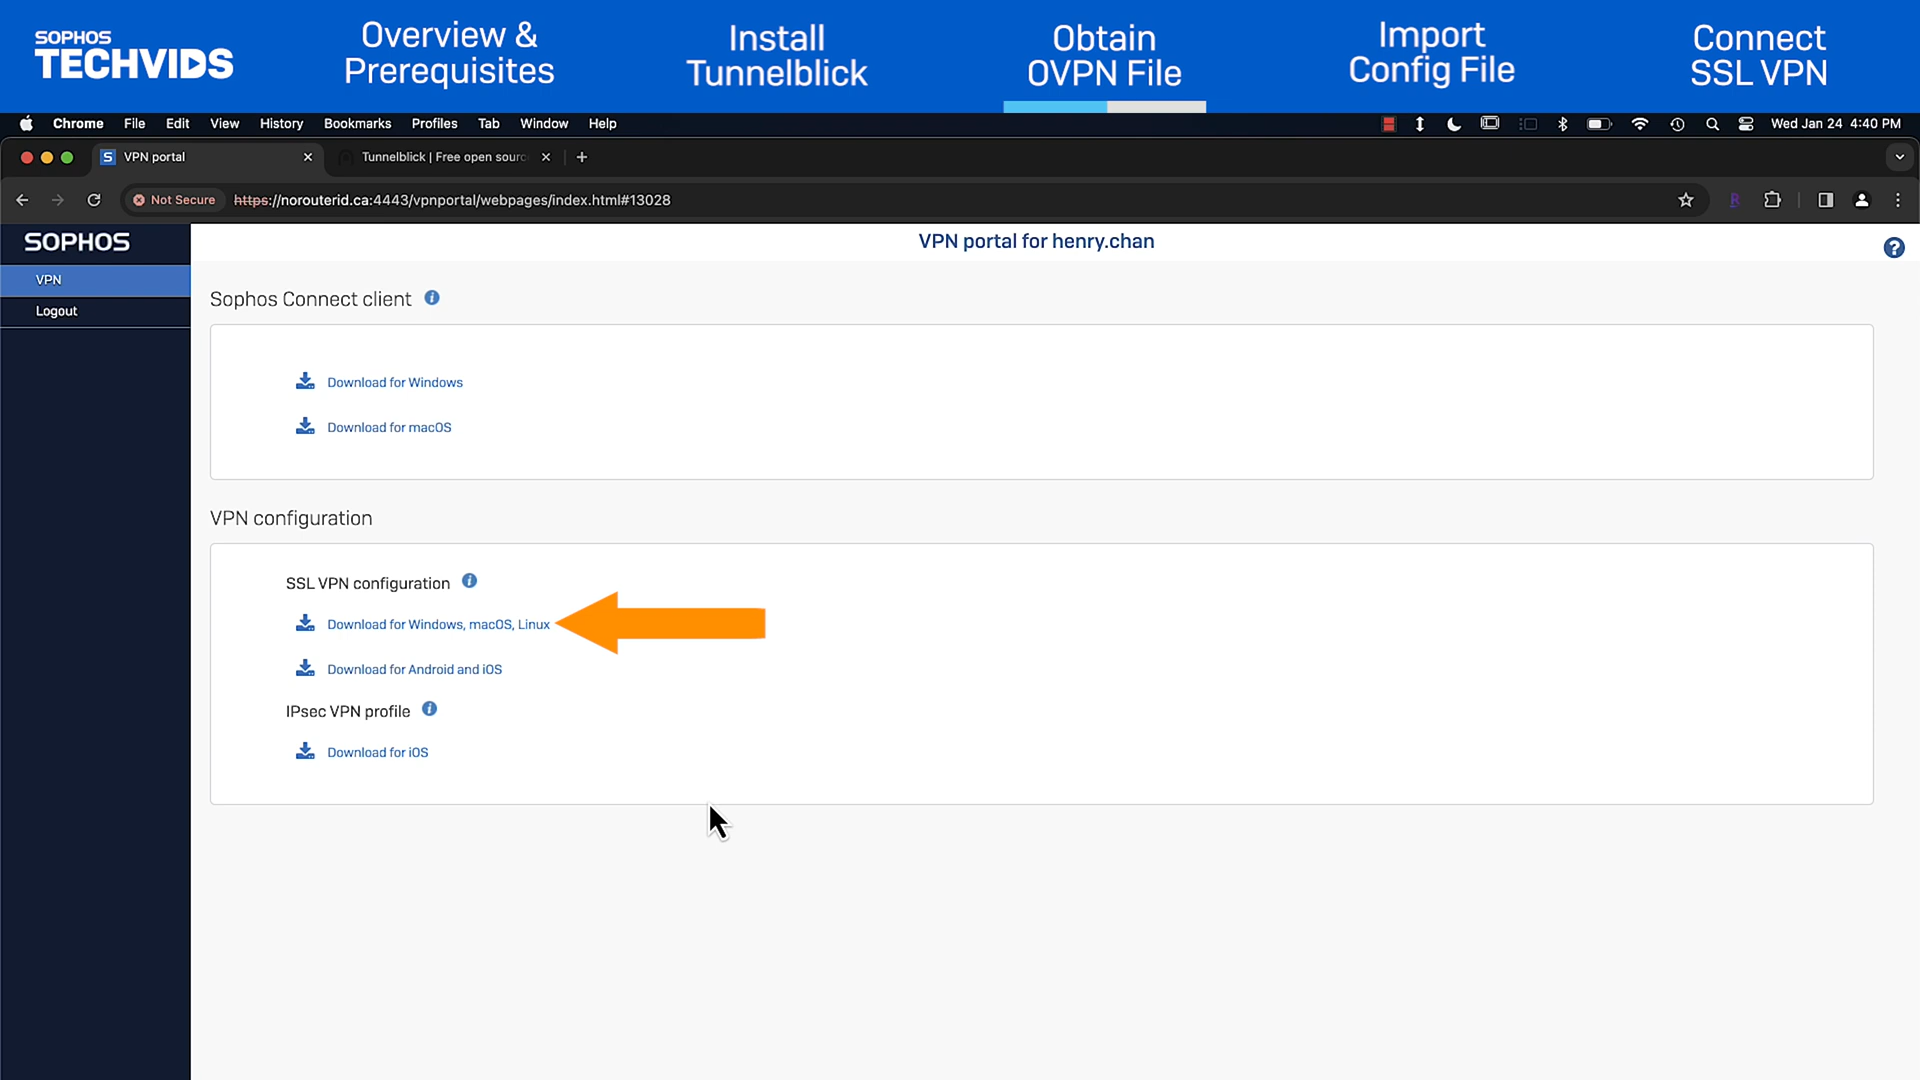 SOPHOS
TECHVIDS
Overview &
Prerequisites
Install
Tunnelblick
Obtain
OVPN File
Import
Config File
Connect
SSL VPN
Chrome File Edit View History Bookmarks Profiles Tab Window Help Wed Jan 24 4:40 PM
S VPN portal Tunnelblick | Free open sourc
Not Secure https://norouterid.ca:4443/vpnportal/webpages/index.html#13028
SOPHOS
VPN portal for henry.chan
VPN
Logout
Sophos Connect client
Download for Windows
Download for macOS
VPN configuration
SSL VPN configuration
Download for Windows, macOS, Linux
Download for Android and iOS
IPsec VPN profile
Download for iOS